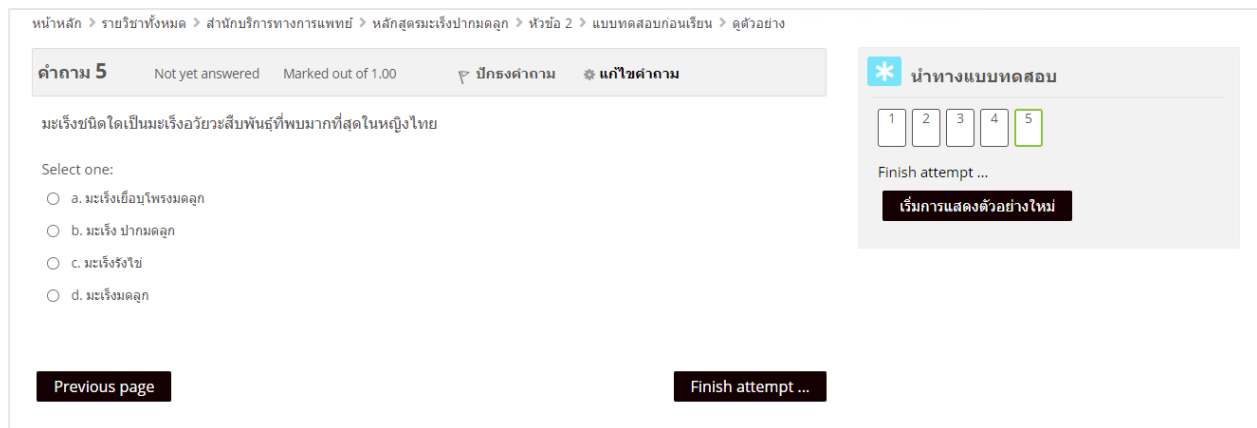 หน้าหลัก > รายวิชาทั้งหมด > สำนักบริการทางการแพทย์ > หลักสูตรมะเร็งปากมดลูก > หัวข้อ 2 > แบบทดสอบก่อนเรียน > ดูตัวอย่าง
คำถาม 5 Not yet answered Marked out of 1.00 ปักธงคำถาม แก้ไขคำถาม
มะเร็งชนิดใดเป็นมะเร็งอวัยวะสืบพันธุ์ที่พบมากที่สุดในหญิงไทย
Select one:
a. มะเร็งเยื่อบุโพรงมดลูก
b. มะเร็ง ปากมดลูก
c. มะเร็งรังไข่
d. มะเร็งมดลูก
Previous page
Finish attempt ...
นำทางแบบทดสอบ
1 2 3 4 5
Finish attempt ...
เริ่มการแสดงตัวอย่างใหม่